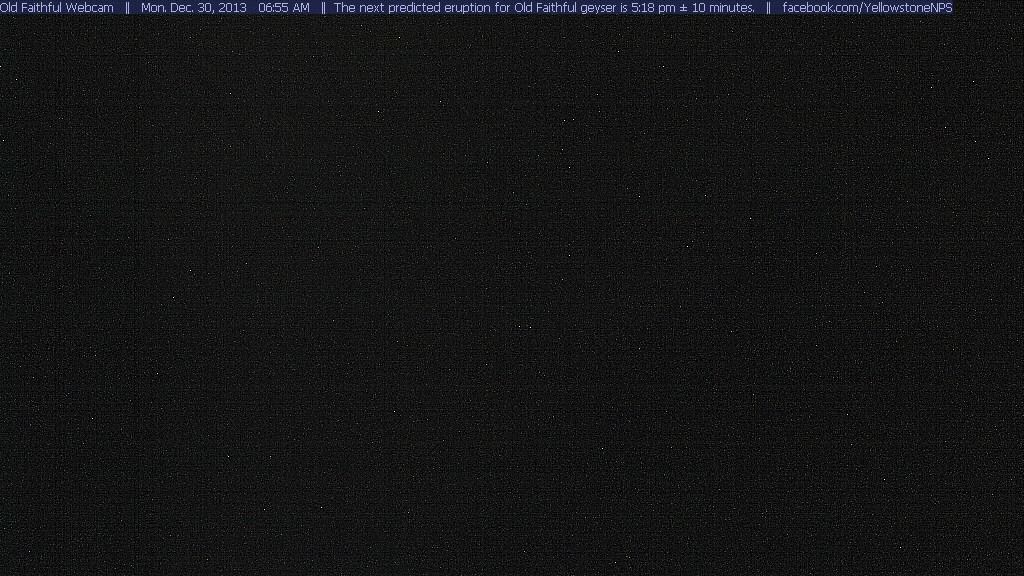 Old Faithful Webcam || Mon. Dec. 30, 2013 06:55 AM || The next predicted eruption for Old Faithful geyser is 5:18 pm ± 10 minutes. || facebook.com/YellowstoneNPS